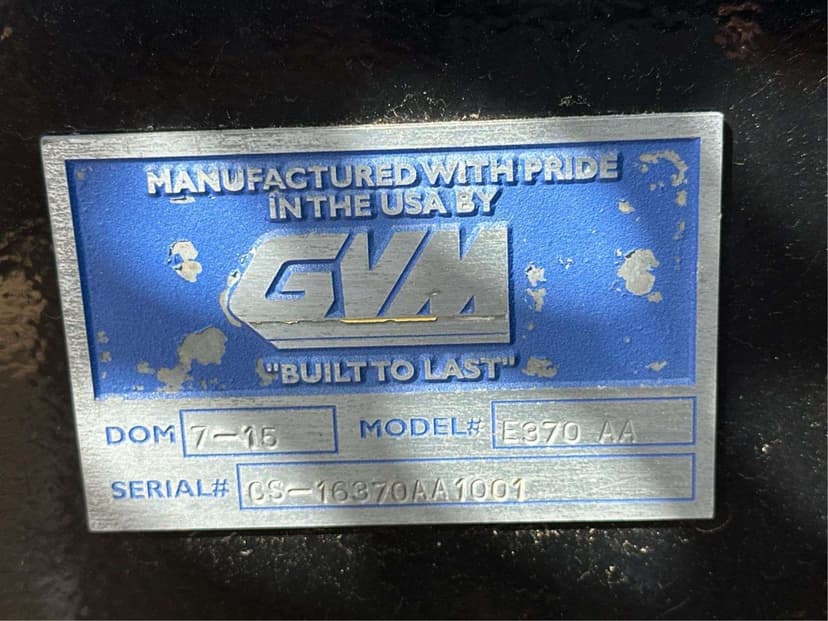 MANUFACTURED WITH PRIDE
IN THE USA BY
GVM
"BUILT TO LAST"
DOM 7-15 MODEL# E370 AA
SERIAL# CS-16370AA1001